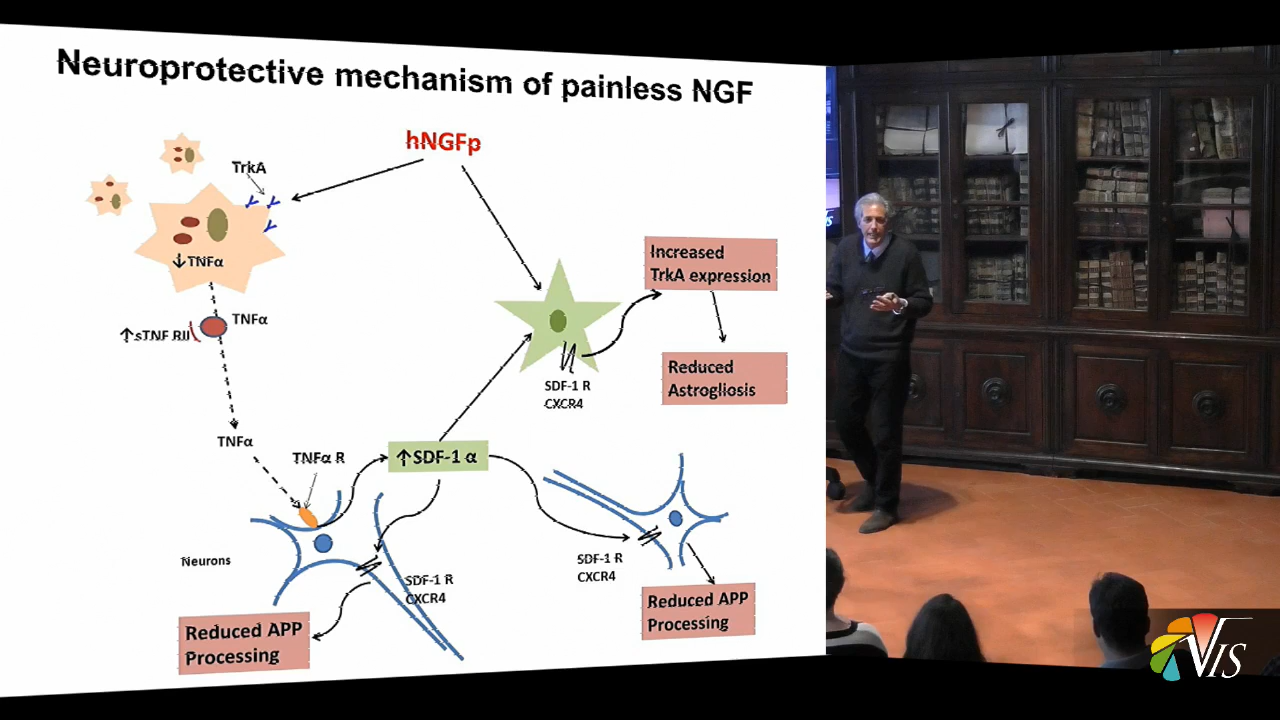 Neuroprotective mechanism of painless NGF
hNGFp
TrkA
↓TNFα
↑sTNF RII
TNFα
TNFα
TNFα R
Neurons
↑SDF-1 α
SDF-1 R
CXCR4
Increased
TrkA expression
Reduced
Astrogliosis
SDF-1 R
CXCR4
Reduced APP
Processing
SDF-1 R
CXCR4
Reduced APP
Processing
VIS